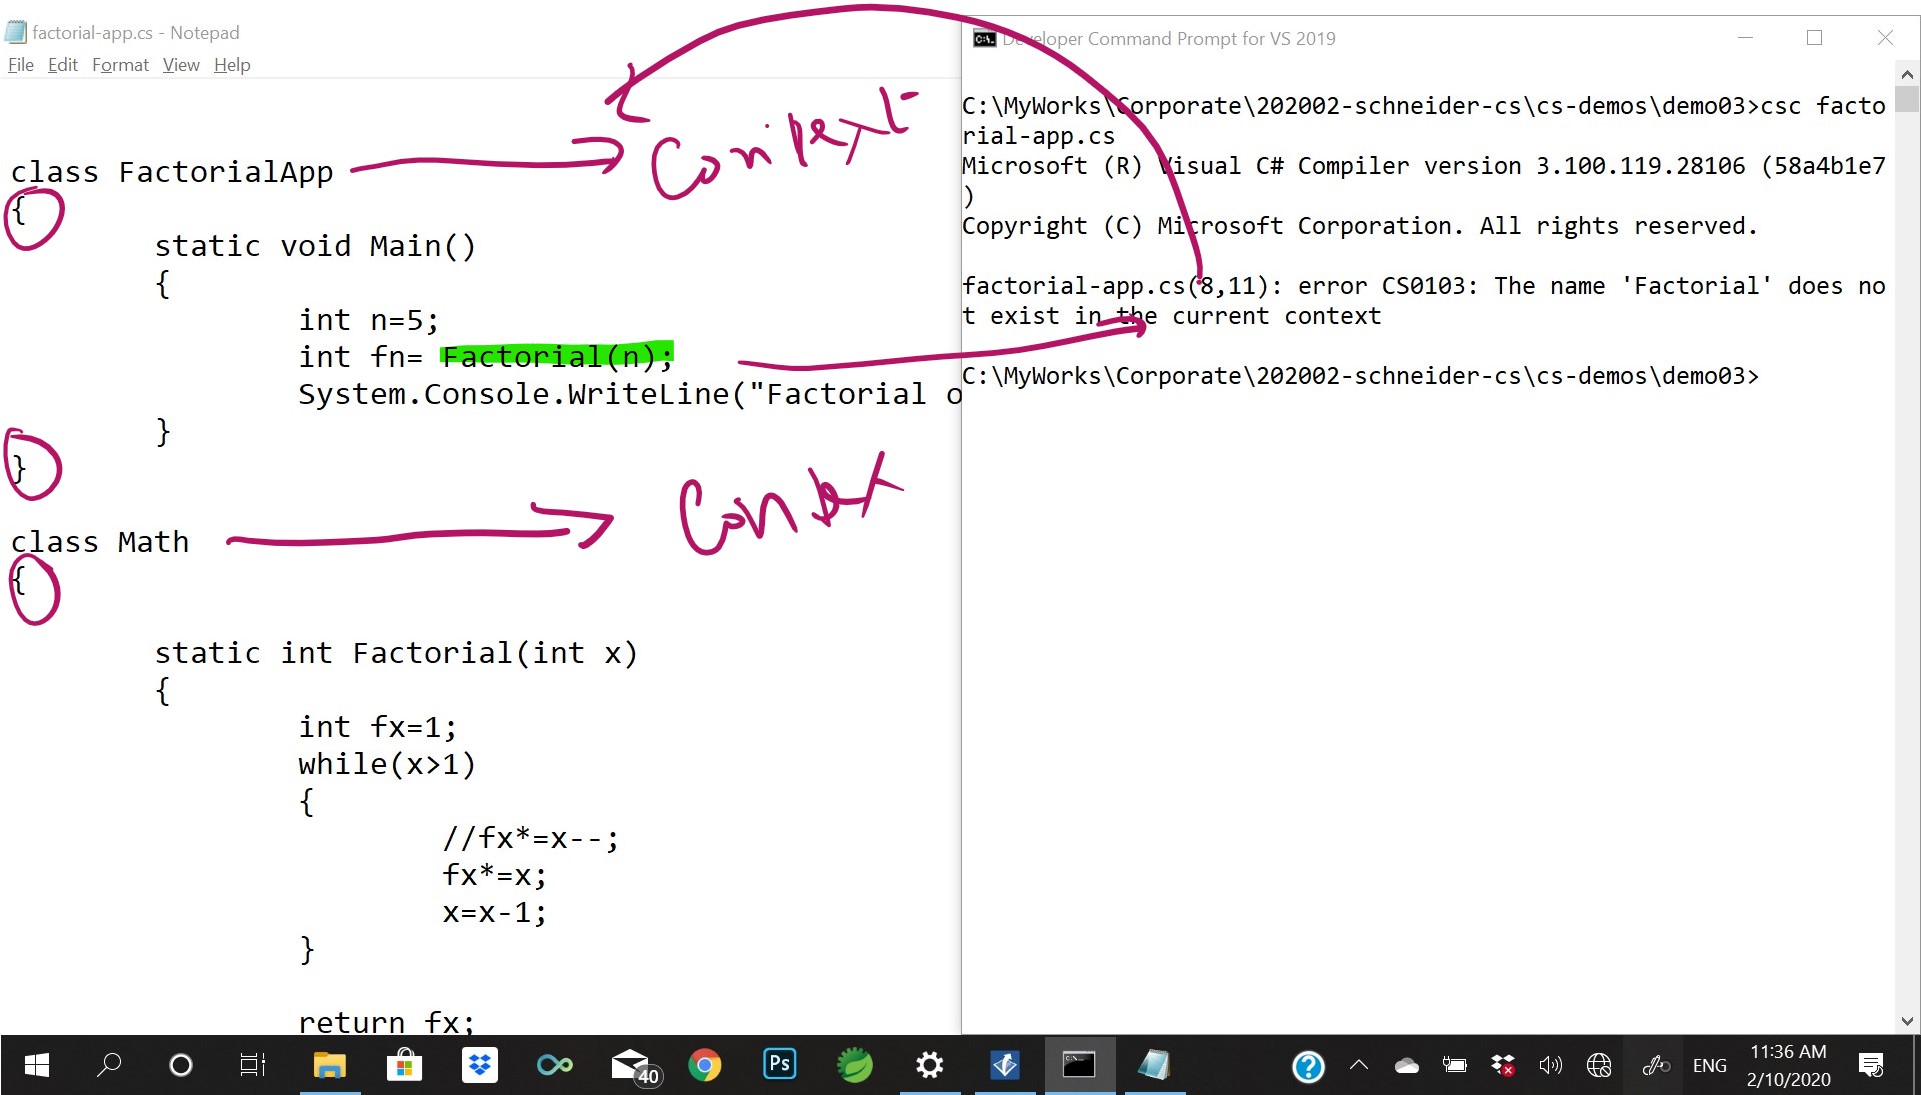 factorial-app.cs - Notepad
File Edit Format View Help
class FactorialApp
{
static void Main()
{
int n=5;
int fn= Factorial(n);
System.Console.WriteLine("Factorial o
}
}
class Math
{
static int Factorial(int x)
{
int fx=1;
while(x>1)
{
//fx*=x--;
fx*=x;
x=x-1;
}
return fx;
Context
Context
Developer Command Prompt for VS 2019
C:\MyWorks\Corporate\202002-schneider-cs\cs-demos\demo03>csc facto
rial-app.cs
Microsoft (R) Visual C# Compiler version 3.100.119.28106 (58a4b1e7
)
Copyright (C) Microsoft Corporation. All rights reserved.
factorial-app.cs(8,11): error CS0103: The name 'Factorial' does no
t exist in the current context
C:\MyWorks\Corporate\202002-schneider-cs\cs-demos\demo03>
40
Ps
ENG
11:36 AM
2/10/2020